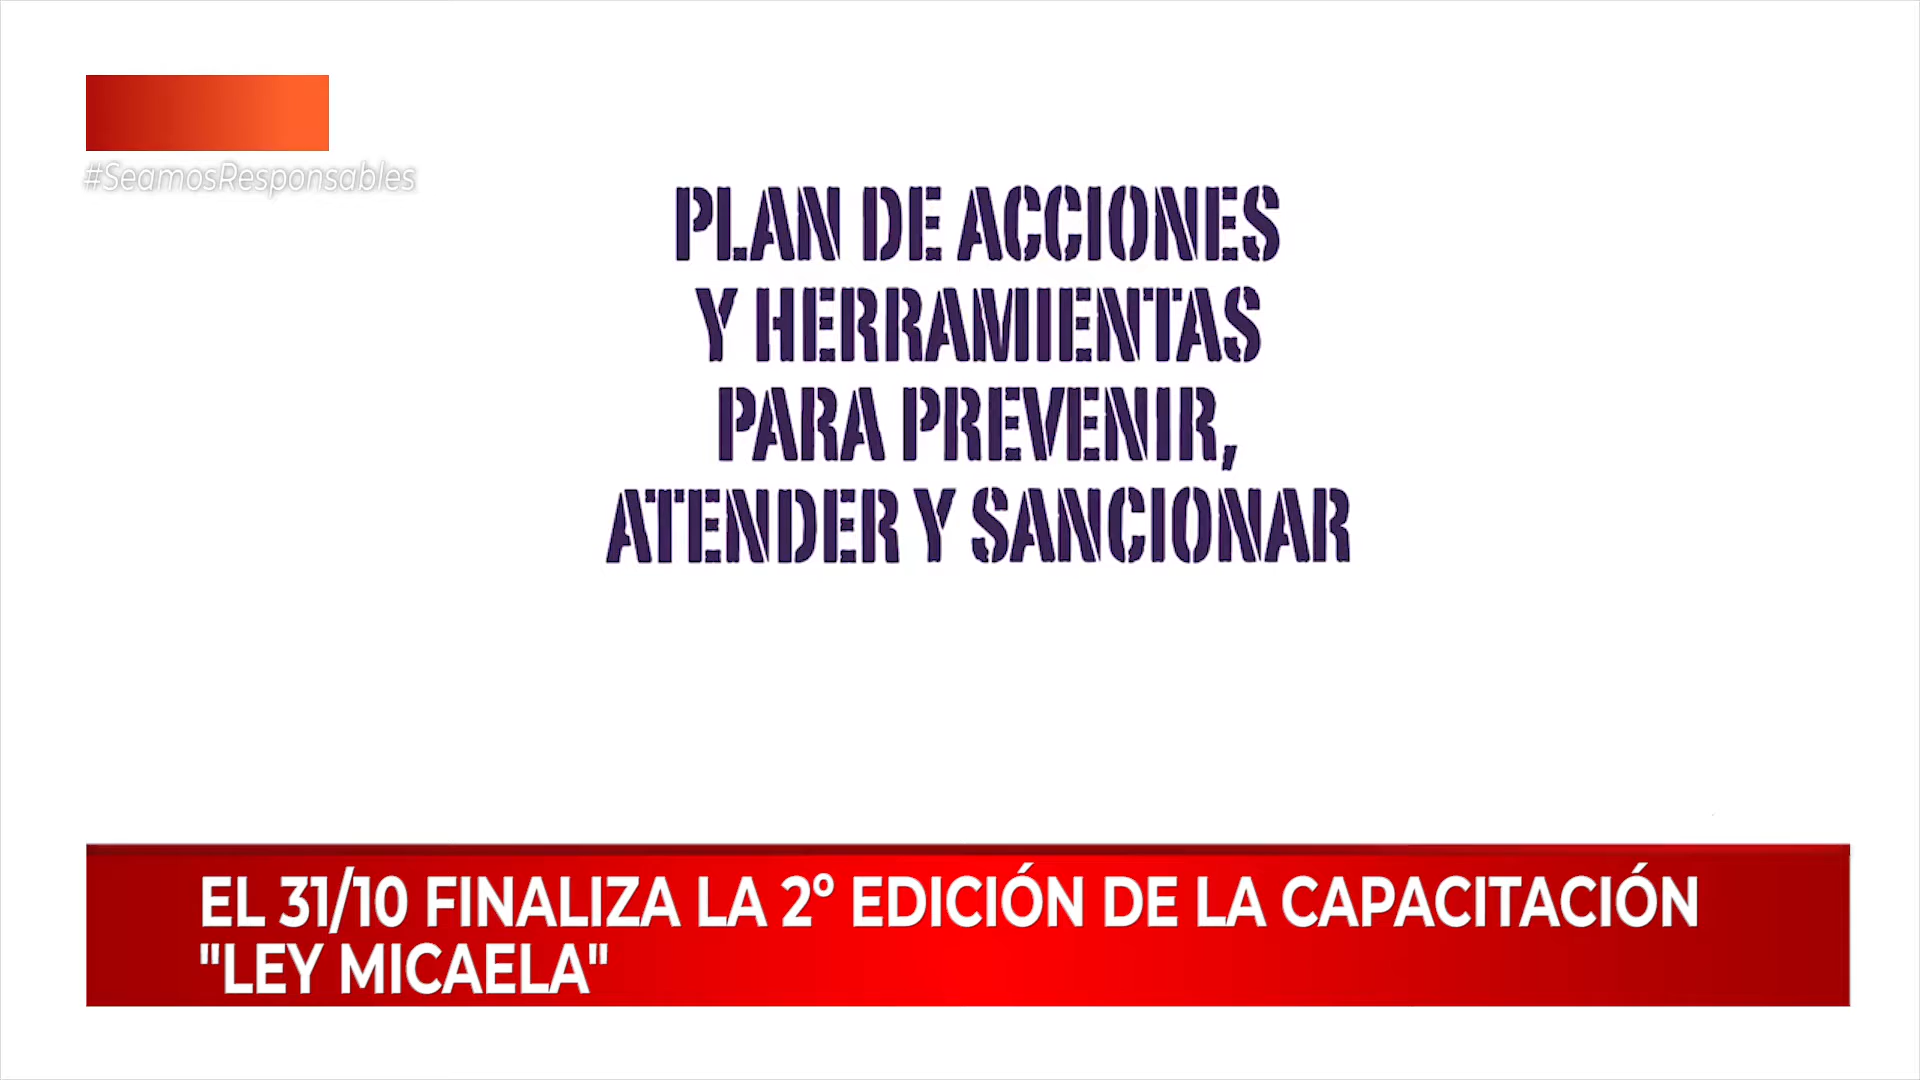 #SeamosResponsables
PLAN DE ACCIONES
Y HERRAMIENTAS
PARA PREVENIR,
ATENDER Y SANCIONAR
EL 31/10 FINALIZA LA 2º EDICIÓN DE LA CAPACITACIÓN
"LEY MICAELA"